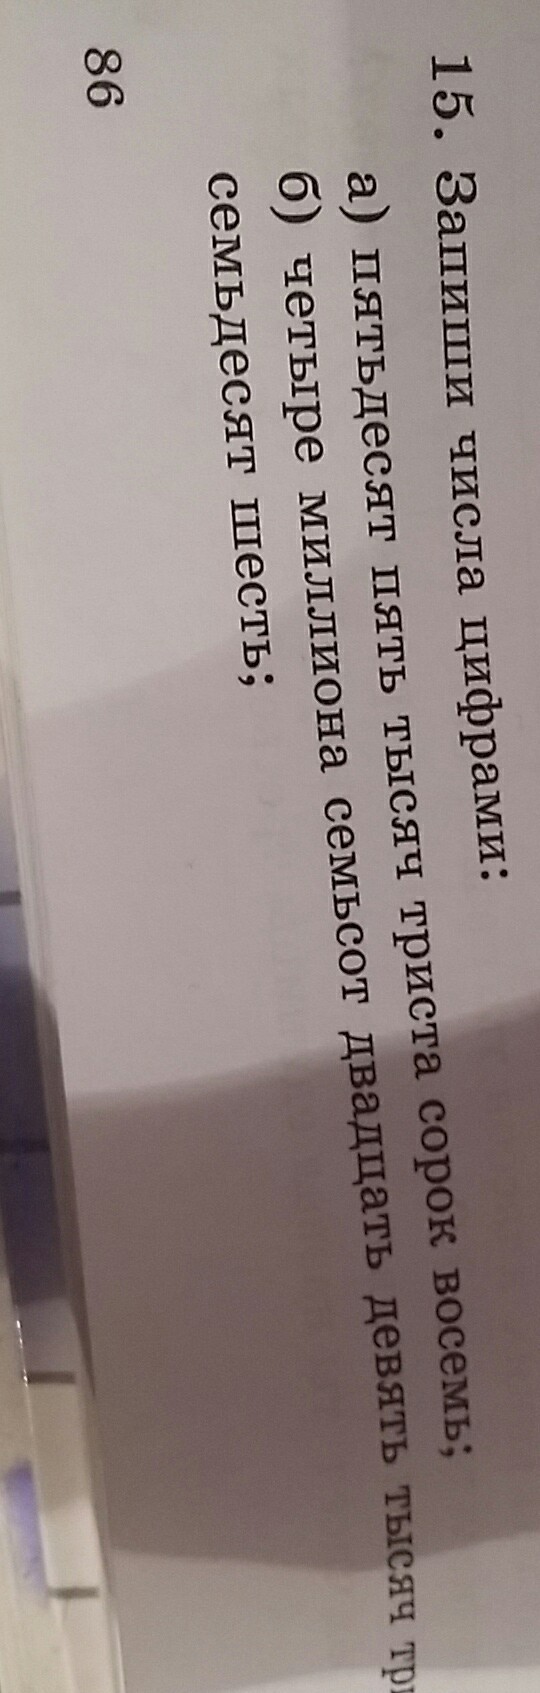 15. Запиши числа цифрами:
а) пятьдесят пять тысяч триста сорок восемь;
б) четыре миллиона семьсот двадцать девять тысяч
семьдесят шесть;
86